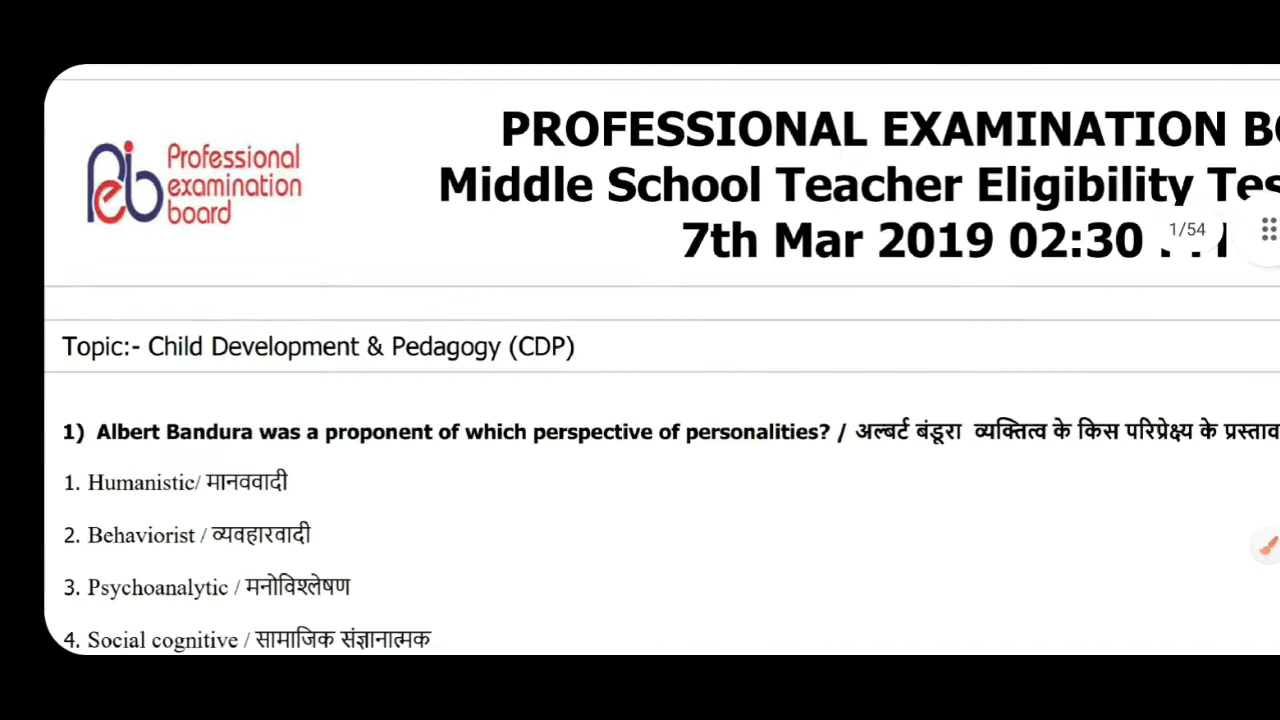 Professional
examination
board
PROFESSIONAL EXAMINATION
Middle School Teacher Eligibility
7th Mar 2019 02:30
1/54
Topic:- Child Development & Pedagogy (CDP)
1) Albert Bandura was a proponent of which perspective of personalities? / अल्बर्ट बंडूरा व्यक्तित्व के किस परिप्रेक्ष्य के
1. Humanistic/ मानववादी
2. Behaviorist / व्यवहारवादी
3. Psychoanalytic / मनोविश्लेषण
4. Social cognitive / सामाजिक संज्ञानात्मक